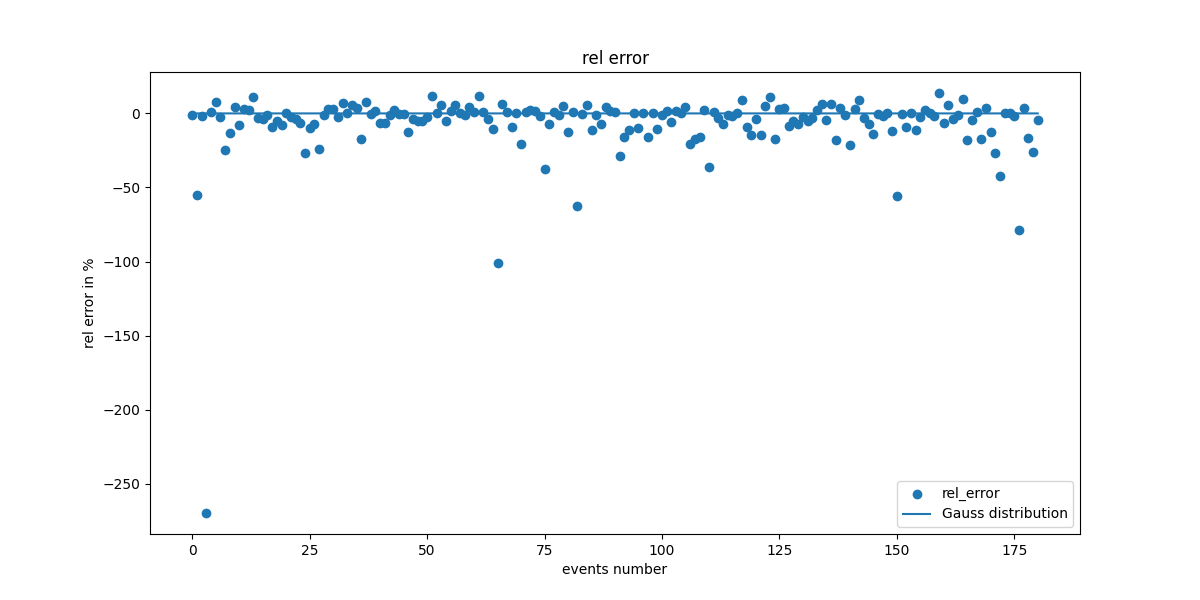 rel error
0
−50
−100
−150
−200
−250
rel error in %
0
25
50
75
100
125
150
175
events number
rel_error
Gauss distribution